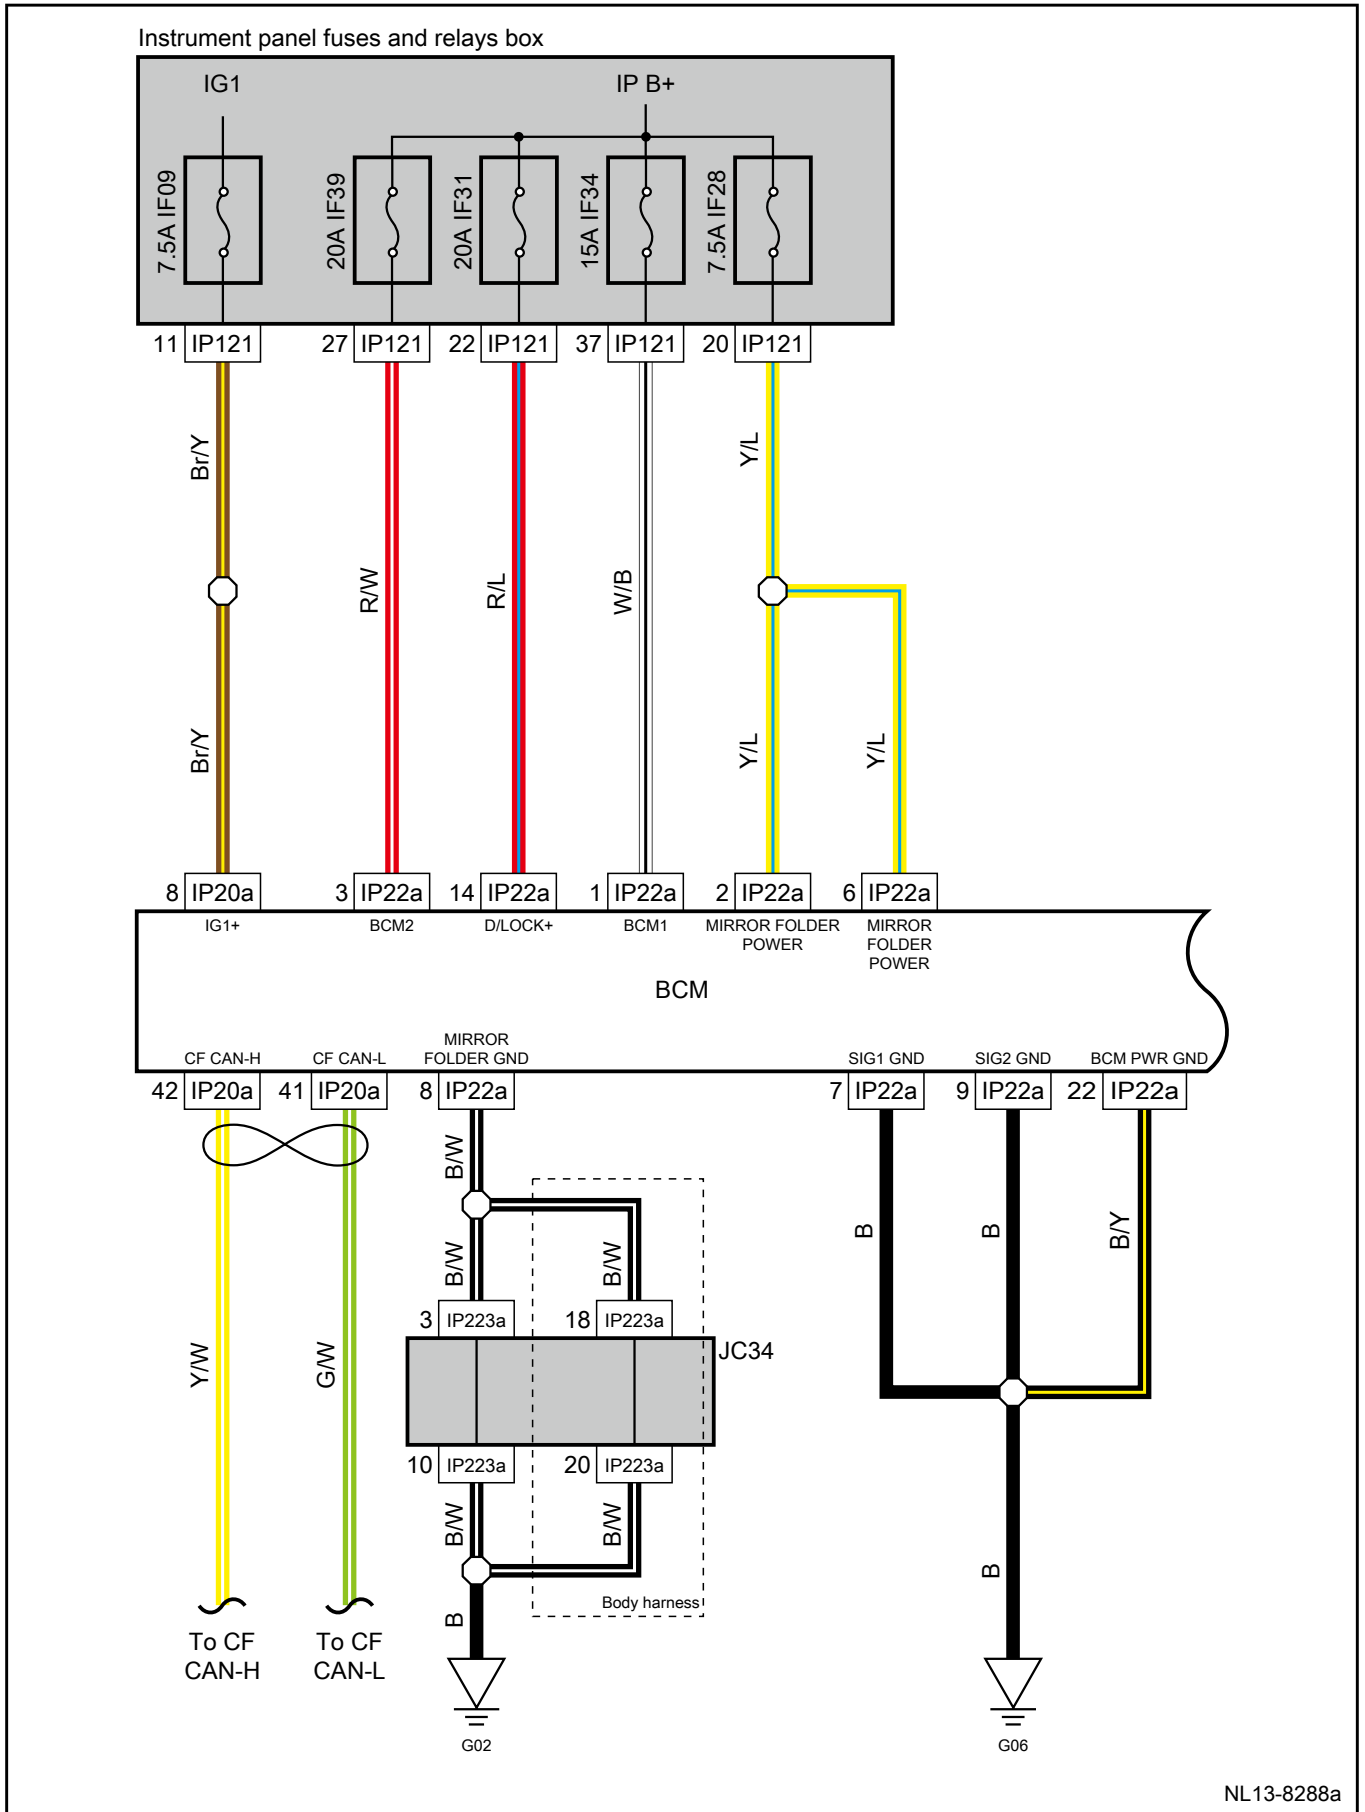 Instrument panel fuses and relays box
IG1
IP B+
7.5A IF09
20A IF39
20A IF31
15A IF34
7.5A IF28
11 IP121
27 IP121
22 IP121
37 IP121
20 IP121
Br/Y
Y/L
R/W
R/L
W/B
Br/Y
Y/L
Y/L
8 IP20a
3 IP22a
14 IP22a
1 IP22a
2 IP22a
6 IP22a
IG1+
BCM2
D/LOCK+
BCM1
MIRROR FOLDER
POWER
MIRROR
FOLDER
POWER
BCM
CF CAN-H
CF CAN-L
MIRROR
FOLDER GND
SIG1 GND
SIG2 GND
BCM PWR GND
42 IP20a
41 IP20a
8 IP22a
7 IP22a
9 IP22a
22 IP22a
B/W
B/W
B/W
B
B
B/Y
3 IP223a
18 IP223a
JC34
Y/W
G/W
10 IP223a
20 IP223a
B/W
B/W
B
B
Body harness
To CF
CAN-H
To CF
CAN-L
G02
G06
NL13-8288a